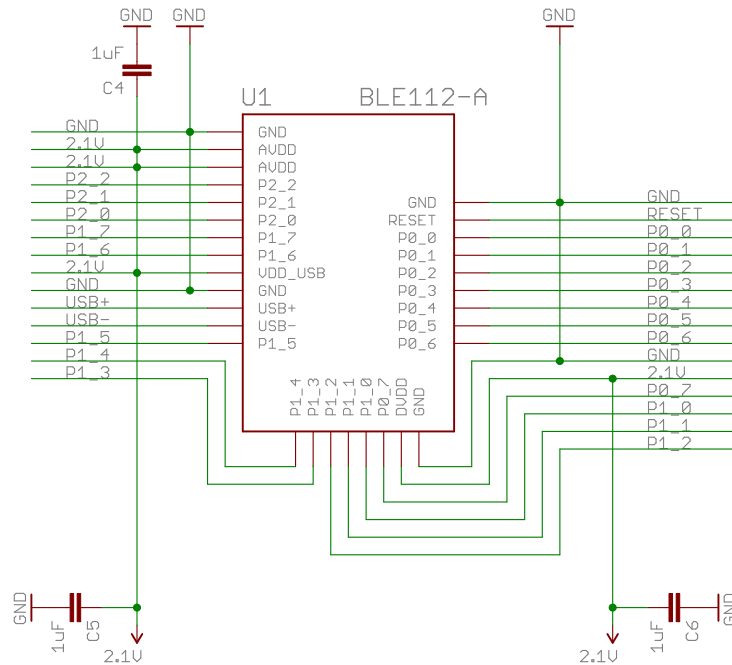 GND
GND
GND
1uF
C4
U1
BLE112-A
GND
2.1V
2.1V
P2_2
P2_1
P2_0
P1_7
P1_6
2.1V
GND
USB+
USB-
P1_5
P1_4
P1_3
GND
AVDD
AVDD
P2_2
P2_1
P2_0
P1_7
P1_6
VDD_USB
GND
USB+
USB-
P1_5
GND
RESET
P0_0
P0_1
P0_2
P0_3
P0_4
P0_5
P0_6
P1_4
P1_3
P1_2
P1_1
P1_0
P0_7
DVDD
GND
GND
RESET
P0_0
P0_1
P0_2
P0_3
P0_4
P0_5
P0_6
GND
2.1V
P0_7
P1_0
P1_1
P1_2
GND
1uF
C5
2.1V
2.1V
1uF
C6
GND